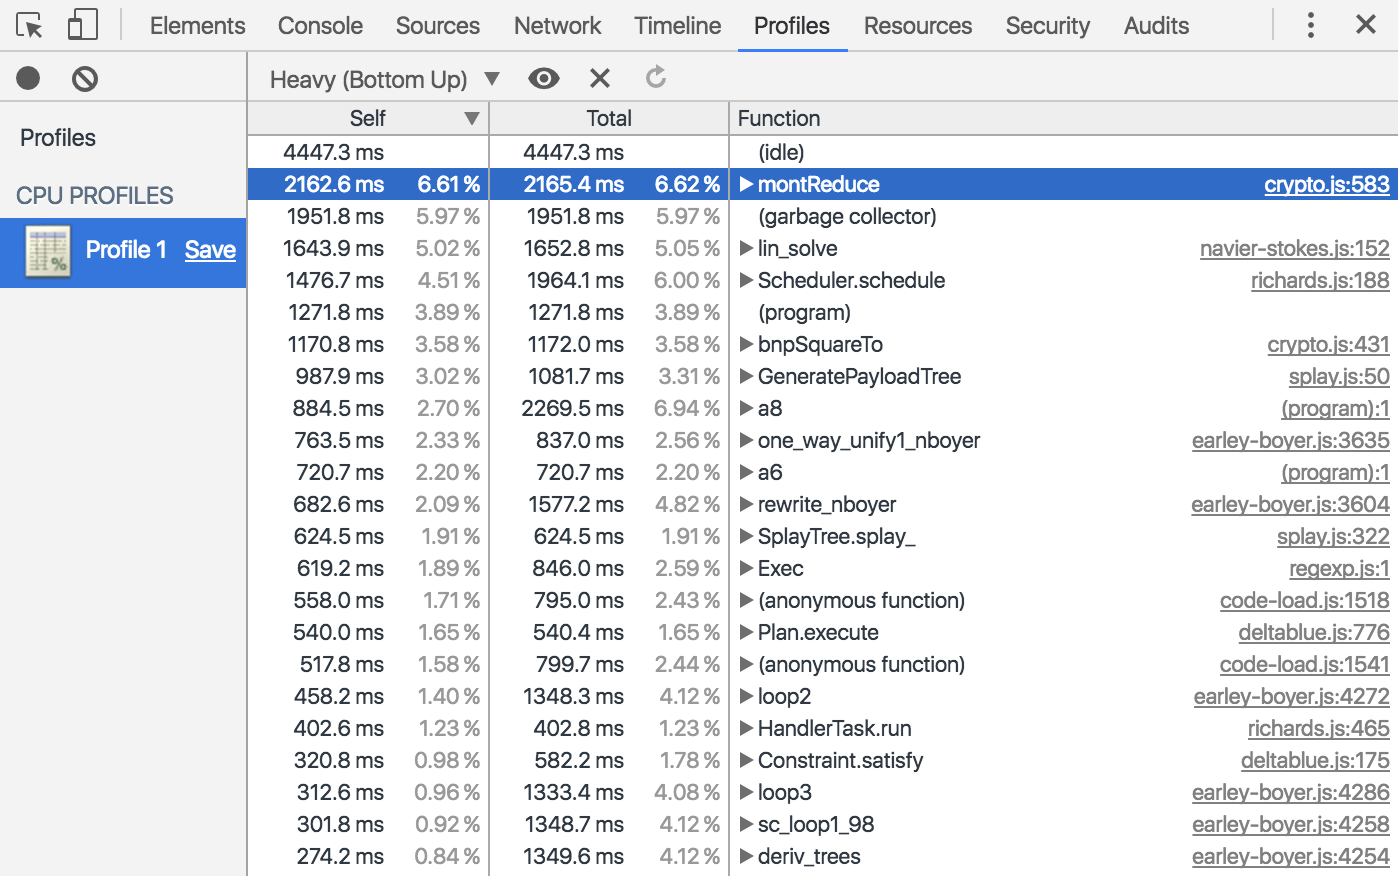 Elements Console Sources Network Timeline Profiles Resources Security Audits
Heavy (Bottom Up)
Profiles
CPU PROFILES
Profile 1 Save
Self Total Function
4447.3 ms 4447.3 ms (idle)
2162.6 ms 6.61 % 2165.4 ms 6.62 % montReduce crypto.js:583
1951.8 ms 5.97 % 1951.8 ms 5.97 % (garbage collector)
1643.9 ms 5.02 % 1652.8 ms 5.05 % lin_solve navier-stokes.js:152
1476.7 ms 4.51 % 1964.1 ms 6.00 % Scheduler.schedule richards.js:188
1271.8 ms 3.89 % 1271.8 ms 3.89 % (program)
1170.8 ms 3.58 % 1172.0 ms 3.58 % bnpSquareTo crypto.js:431
987.9 ms 3.02 % 1081.7 ms 3.31 % GeneratePayloadTree splay.js:50
884.5 ms 2.70 % 2269.5 ms 6.94 % a8 (program):1
763.5 ms 2.33 % 837.0 ms 2.56 % one_way_unify1_nboyer earley-boyer.js:3635
720.7 ms 2.20 % 720.7 ms 2.20 % a6 (program):1
682.6 ms 2.09 % 1577.2 ms 4.82 % rewrite_nboyer earley-boyer.js:3604
624.5 ms 1.91 % 624.5 ms 1.91 % SplayTree.splay_ splay.js:322
619.2 ms 1.89 % 846.0 ms 2.59 % Exec regexp.js:1
558.0 ms 1.71 % 795.0 ms 2.43 % (anonymous function) code-load.js:1518
540.0 ms 1.65 % 540.4 ms 1.65 % Plan.execute deltablue.js:776
517.8 ms 1.58 % 799.7 ms 2.44 % (anonymous function) code-load.js:1541
458.2 ms 1.40 % 1348.3 ms 4.12 % loop2 earley-boyer.js:4272
402.6 ms 1.23 % 402.8 ms 1.23 % HandlerTask.run richards.js:465
320.8 ms 0.98 % 582.2 ms 1.78 % Constraint.satisfy deltablue.js:175
312.6 ms 0.96 % 1333.4 ms 4.08 % loop3 earley-boyer.js:4286
301.8 ms 0.92 % 1348.7 ms 4.12 % sc_loop1_98 earley-boyer.js:4258
274.2 ms 0.84 % 1349.6 ms 4.12 % deriv_trees earley-boyer.js:4254